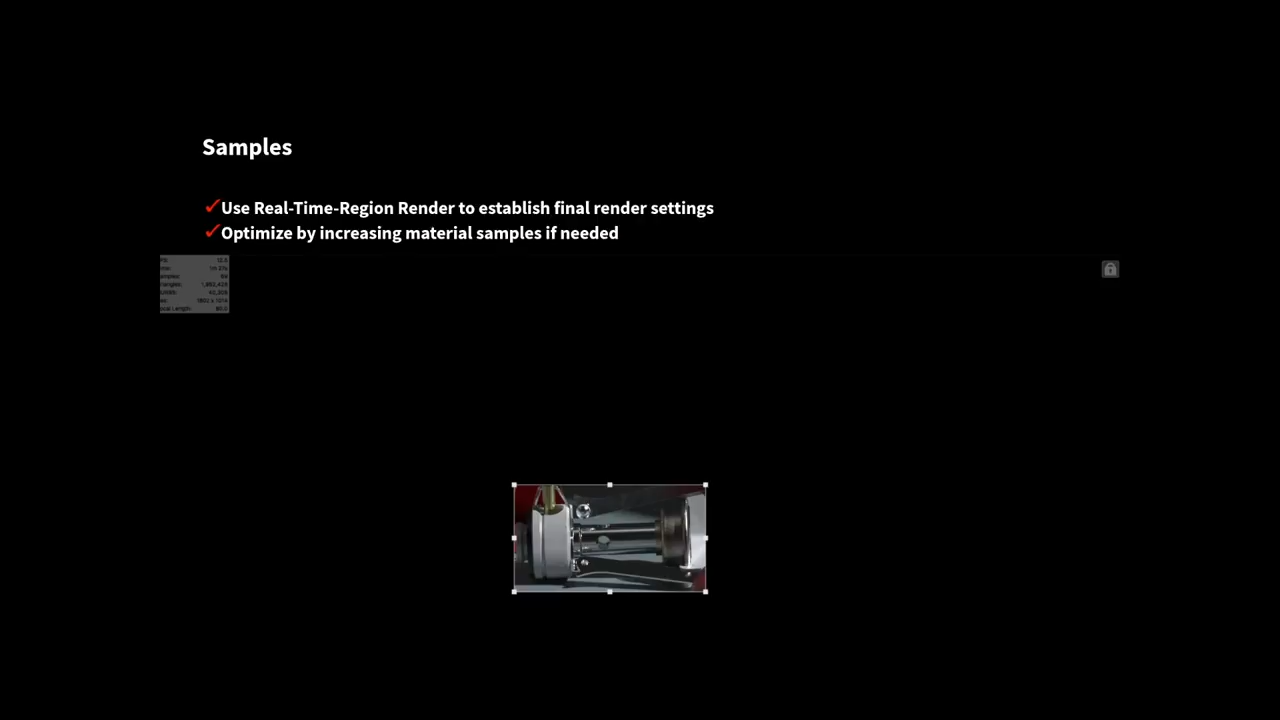 Samples
✓Use Real-Time-Region Render to establish final render settings
✓Optimize by increasing material samples if needed